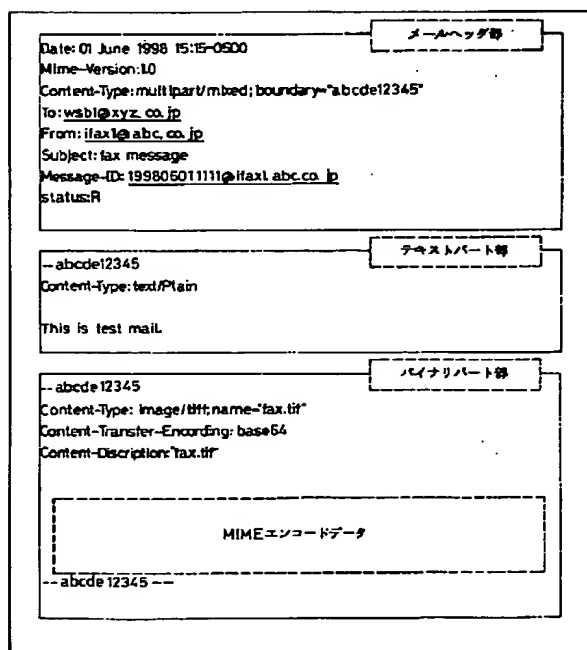 メールヘッダ部
Date: 01 June 1998 15:15-0500
Mime-Version:1.0
Content-Type: multipart/mixed; boundary="abcde12345"
To: wsb1@xyz. co. jp
From: ifax1@abc. co. jp
Subject: fax message
Message-ID: 199806011111@ifax1. abc.co. jp
status:R
テキストパート部
--abcde12345
Content-Type: text/Plain
This is test mail.
バイナリパート部
--abcde12345
Content-Type: image/tiff; name="fax.tif"
Content-Transfer-Encording: base64
Content-Discription:"fax.tif"
MIMEエンコードデータ
--abcde12345--